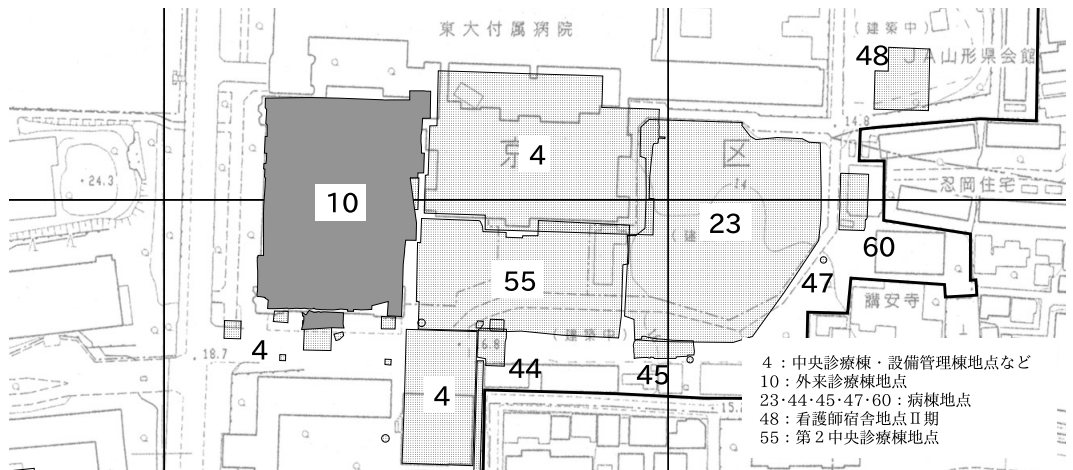 東大付属病院
(建築中)
48
JA山形県会館
14.8
京
4
区
・24.3
14
忍岡住宅
10
23
(建
60
55
47
講安寺
18.7
4
(建築中)
16.8
44
45
4
15.8
4：中央診療棟・設備管理棟地点など
10：外来診療棟地点
23・44・45・47・60：病棟地点
48：看護師宿舎地点Ⅱ期
55：第２中央診療棟地点